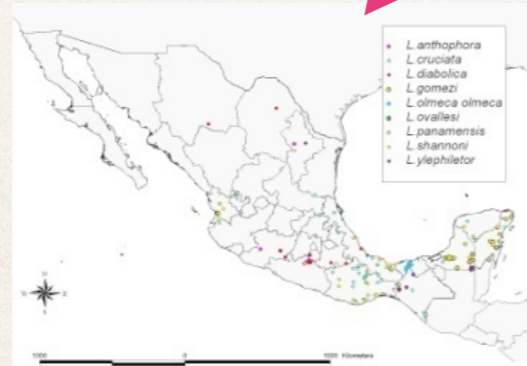 L.anthophora
L.cruciata
L.diabolica
L.gomezi
L.olmeca olmeca
L.ovallesi
L.panamensis
L.shannoni
L.ylephiletor
N
W E
S
1000 0 1000 Kilometers